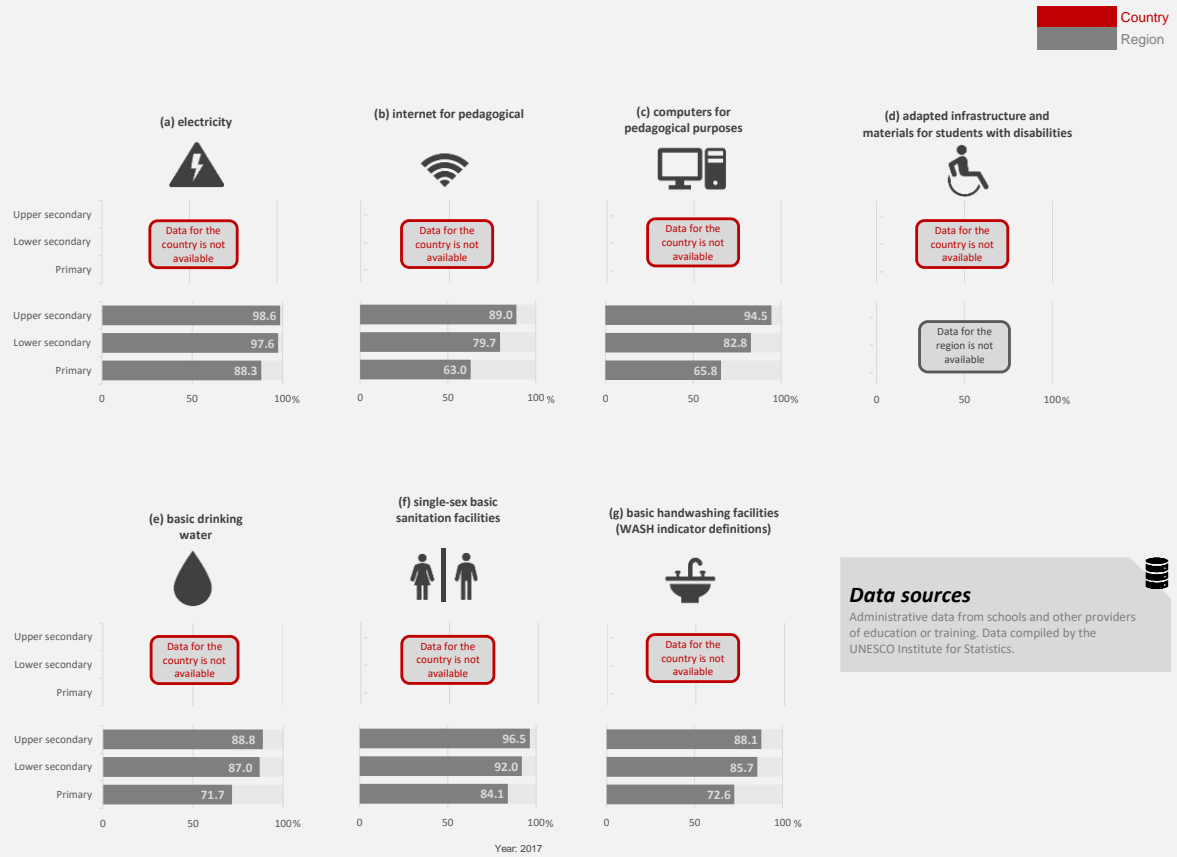 Country
Region
(a) electricity
(b) internet for pedagogical
(c) computers for
pedagogical purposes
(d) adapted infrastructure and
materials for students with disabilities
Upper secondary
Lower secondary
Primary
Data for the
country is not
available
Data for the
country is not
available
Data for the
country is not
available
Data for the
country is not
available
Upper secondary
Lower secondary
Primary
98.6
97.6
88.3
0 50 100%
89.0
79.7
63.0
0 50 100 %
94.5
82.8
65.8
0 50 100%
Data for the
region is not
available
0 50 100%
(e) basic drinking
water
(f) single-sex basic
sanitation facilities
(g) basic handwashing facilities
(WASH indicator definitions)
Upper secondary
Lower secondary
Primary
Data for the
country is not
available
Data for the
country is not
available
Data for the
country is not
available
Upper secondary
Lower secondary
Primary
88.8
87.0
71.7
0 50 100%
96.5
92.0
84.1
0 50 100%
88.1
85.7
72.6
0 50 100 %
Data sources
Administrative data from schools and other providers
of education or training. Data compiled by the
UNESCO Institute for Statistics.
Year: 2017